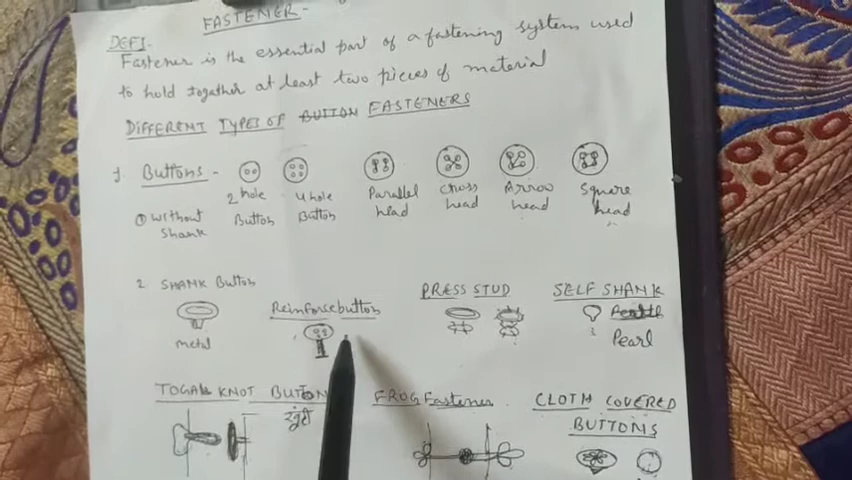 FASTENER-
DEFI-
Fastener is the essential part of a fastening system used
to hold together at least two pieces of material
DIFFERENT TYPES OF BUTTON FASTENERS
1. Buttons -
2 hole Button
4 hole Button
Parallel head
Cross head
Arroo head
Square head
① without shank
2 SHANK Button
metal
Reinforsebutton
PRESS STUD
SELF SHANK
Pearl
TOGAL KNOT BUTTON
FROG Fastener
CLOTH COVERED
BUTTONS